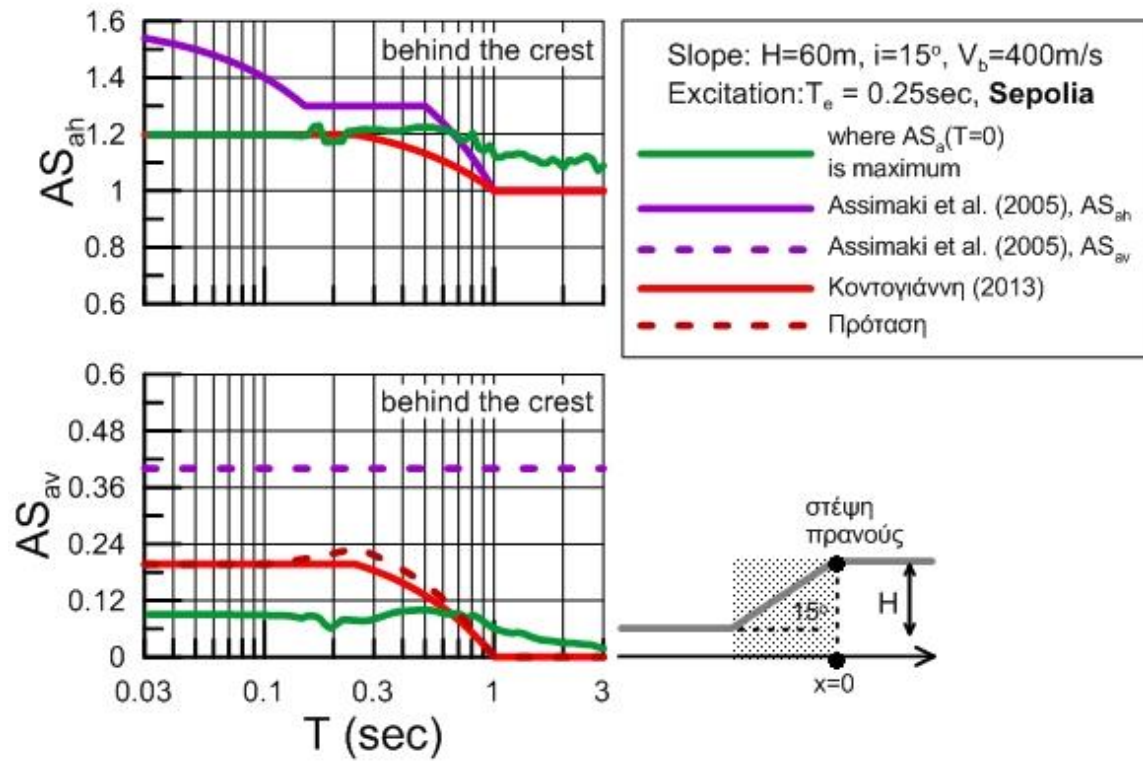 1.6
1.4
1.2
1
0.8
0.6
AS_ah
behind the crest
Slope: H=60m, i=15°, V_b=400m/s
Excitation:T_e = 0.25sec, Sepolia
where AS_a(T=0)
is maximum
Assimaki et al. (2005), AS_ah
Assimaki et al. (2005), AS_av
Κοντογιάννη (2013)
Πρόταση
0.6
0.48
0.36
0.24
0.12
0
AS_av
behind the crest
0.03 0.1 0.3 1 3
T (sec)
στέψη
πρανούς
15°
H
x=0